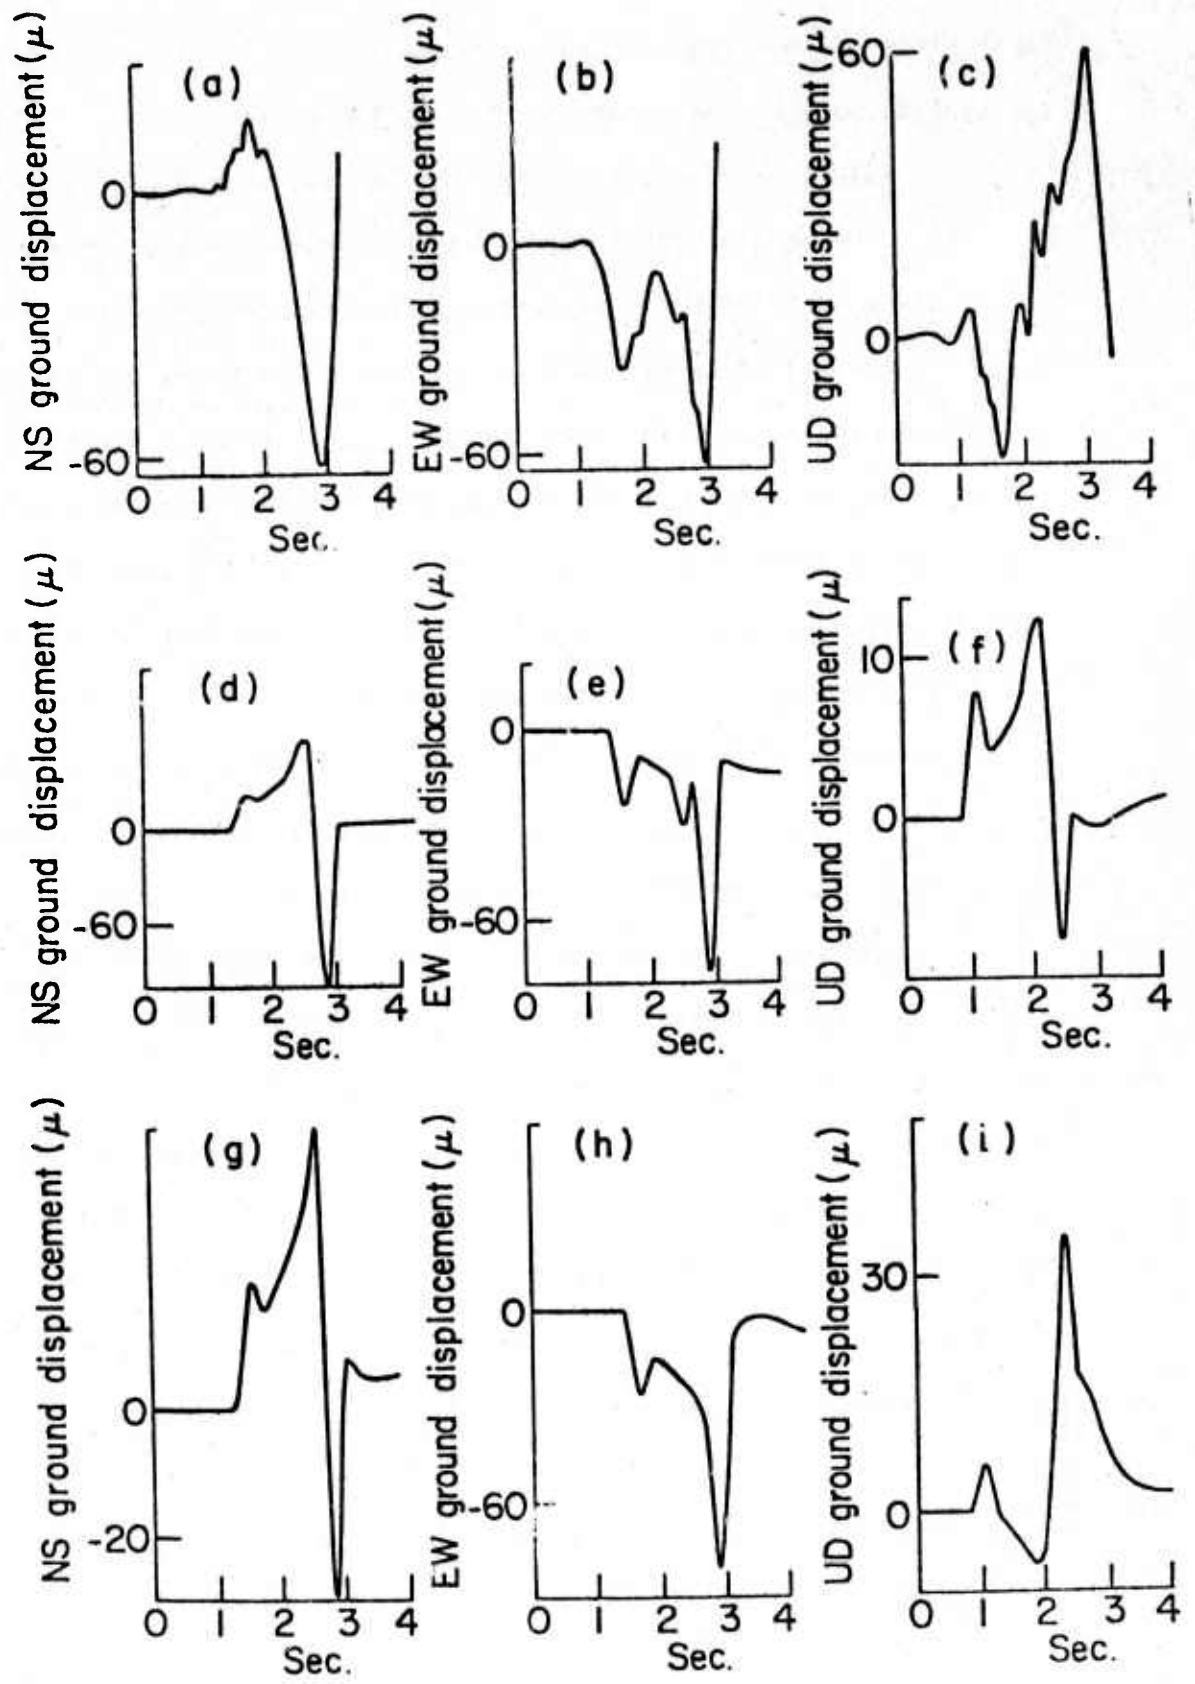 NS ground displacement (μ)
(a)
0
-60
0 1 2 3 4
Sec.
EW ground displacement (μ)
(b)
0
-60
0 1 2 3 4
Sec.
UD ground displacement (μ)
60
(c)
0
0 1 2 3 4
Sec.
NS ground displacement (μ)
(d)
0
-60
0 1 2 3 4
Sec.
EW ground displacement (μ)
(e)
0
-60
0 1 2 3 4
Sec.
UD ground displacement (μ)
10
(f)
0
0 1 2 3 4
Sec.
NS ground displacement (μ)
(g)
0
-20
0 1 2 3 4
Sec.
EW ground displacement (μ)
(h)
0
-60
0 1 2 3 4
Sec.
UD ground displacement (μ)
(i)
30
0
0 1 2 3 4
Sec.